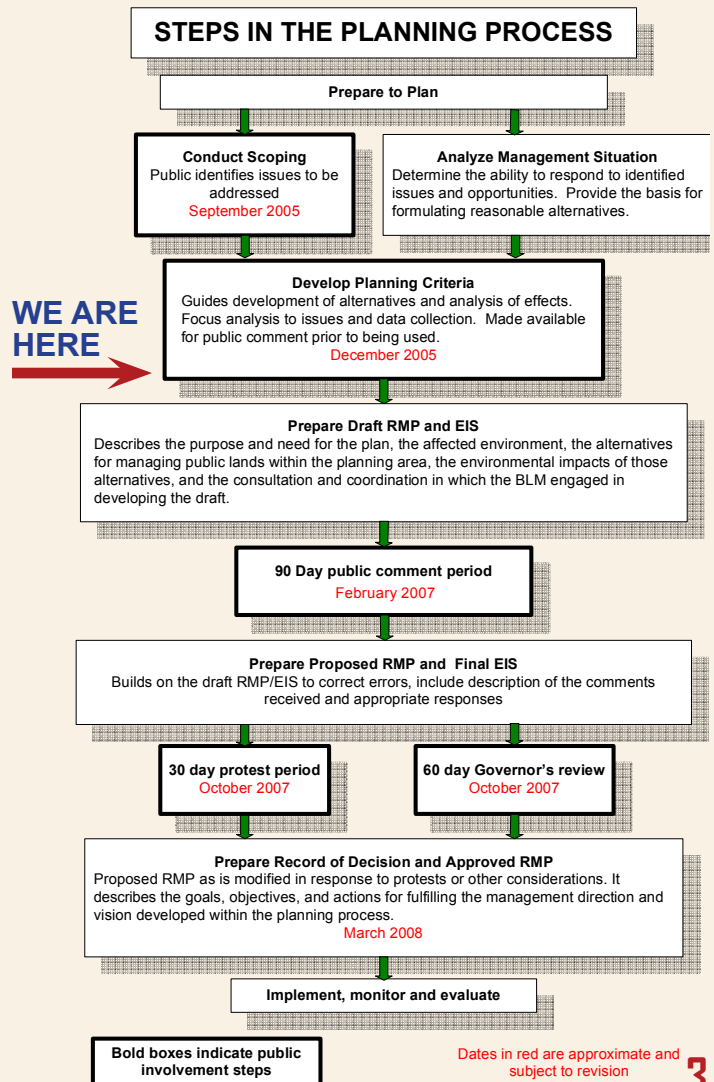 STEPS IN THE PLANNING PROCESS
Prepare to Plan
Conduct Scoping
Public identifies issues to be
addressed
September 2005
Analyze Management Situation
Determine the ability to respond to identified
issues and opportunities.  Provide the basis for
formulating reasonable alternatives.
WE ARE
HERE
Develop Planning Criteria
Guides development of alternatives and analysis of effects.
Focus analysis to issues and data collection.  Made available
for public comment prior to being used.
December 2005
Prepare Draft RMP and EIS
Describes the purpose and need for the plan, the affected environment, the alternatives
for managing public lands within the planning area, the environmental impacts of those
alternatives, and the consultation and coordination in which the BLM engaged in
developing the draft.
90 Day public comment period
February 2007
Prepare Proposed RMP and  Final EIS
Builds on the draft RMP/EIS to correct errors, include description of the comments
received and appropriate responses
30 day protest period
October 2007
60 day Governor's review
October 2007
Prepare Record of Decision and Approved RMP
Proposed RMP as is modified in response to protests or other considerations. It
describes the goals, objectives, and actions for fulfilling the management direction and
vision developed within the planning process.
March 2008
Implement, monitor and evaluate
Bold boxes indicate public
involvement steps
Dates in red are approximate and
subject to revision
3